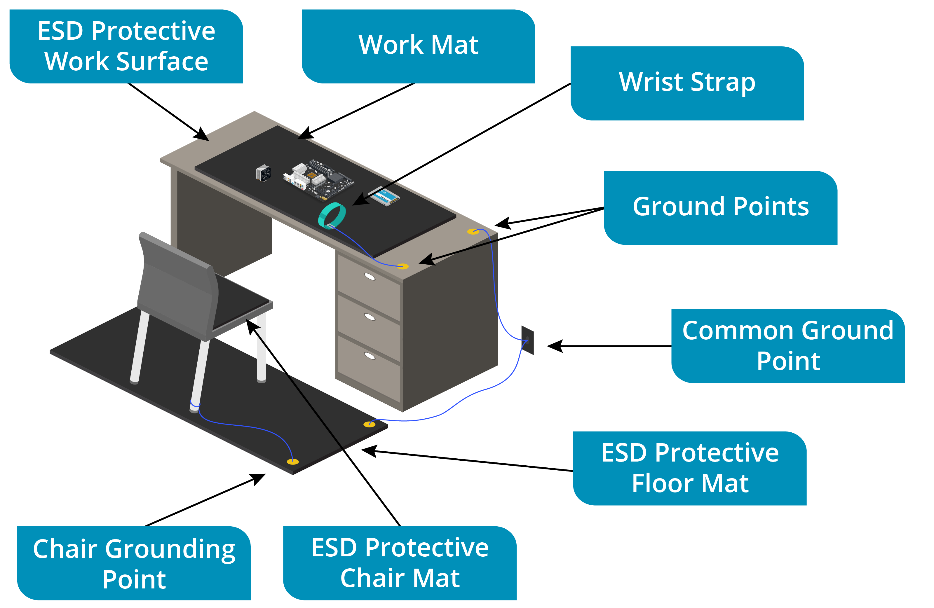 ESD Protective
Work Surface
Work Mat
Wrist Strap
Ground Points
Common Ground
Point
ESD Protective
Floor Mat
Chair Grounding
Point
ESD Protective
Chair Mat